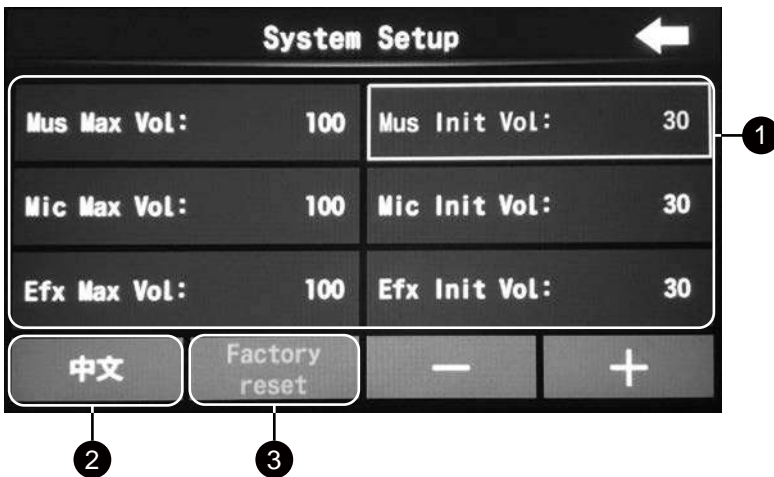 System Setup
Mus Max Vol: 100 Mus Init Vol: 30
1
Mic Max Vol: 100 Mic Init Vol: 30
Efx Max Vol: 100 Efx Init Vol: 30
中文 Factory reset — +
2 3